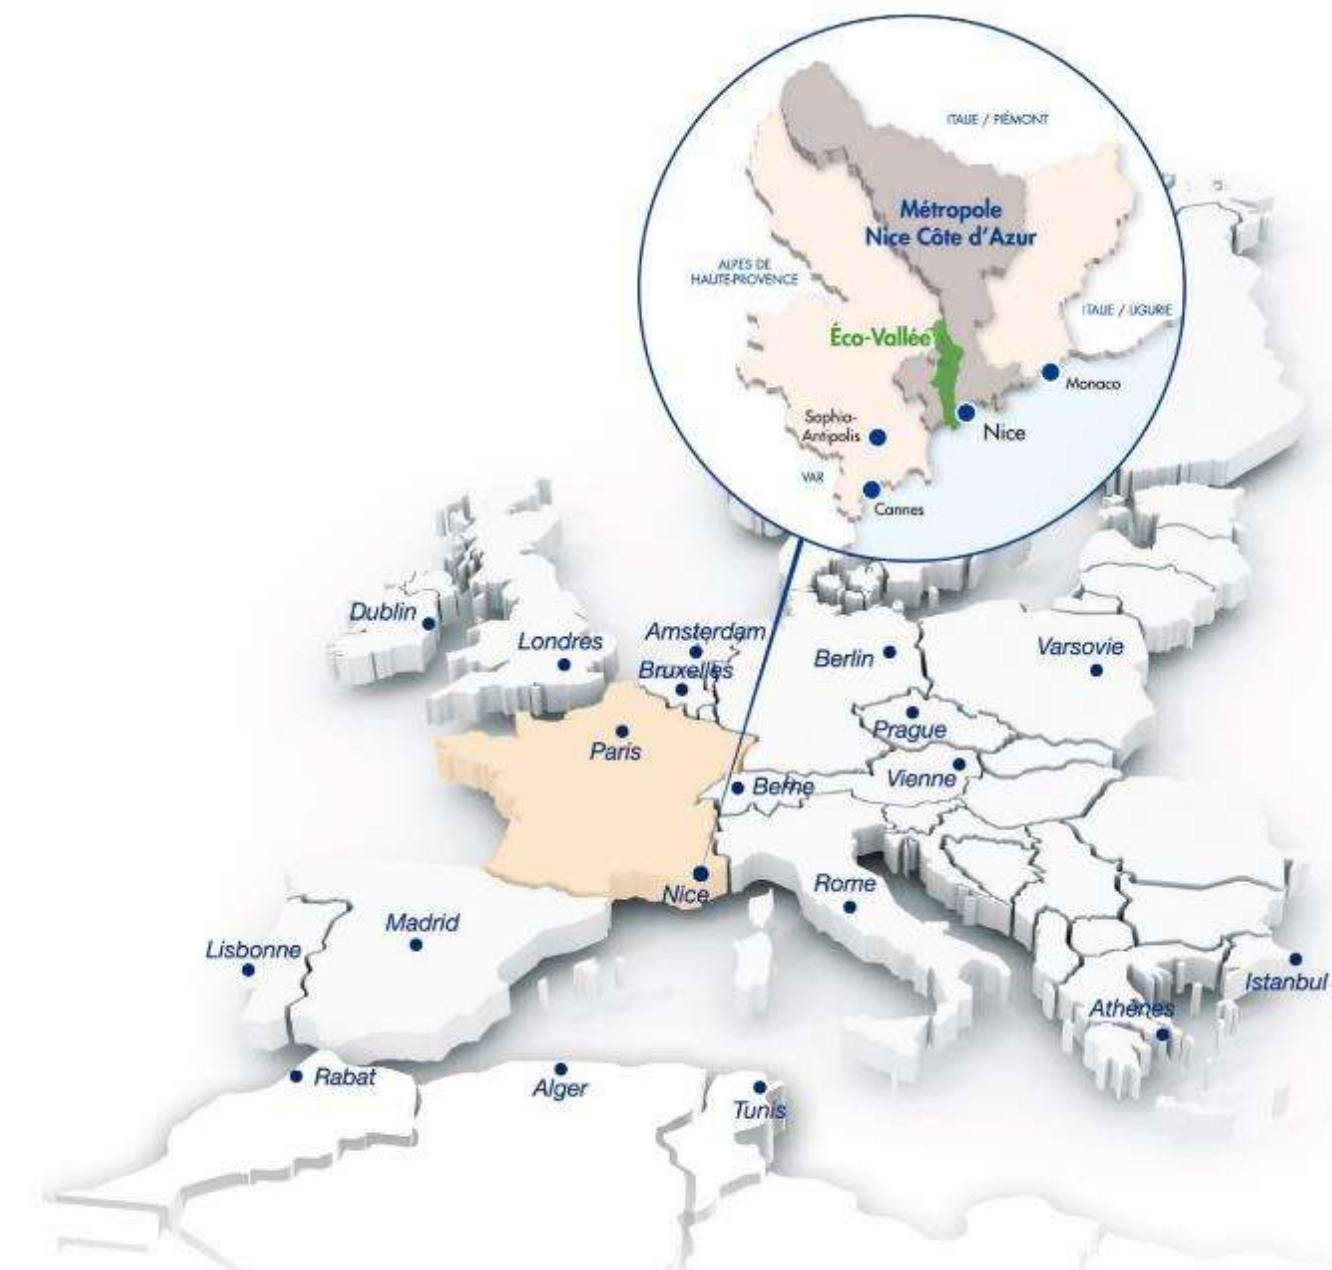 ITALIE / PIÉMONT
Métropole
Nice Côte d'Azur
ALPES DE
HAUTE-PROVENCE
ITALIE / LIGURIE
Éco-Vallée
Monaco
Sophia-
Antipolis
Nice
VAR
Cannes
Dublin
Londres
Amsterdam
Bruxelles
Berlin
Varsovie
Paris
Prague
Vienne
Berne
Nice
Rome
Madrid
Lisbonne
Istanbul
Athènes
Rabat
Alger
Tunis